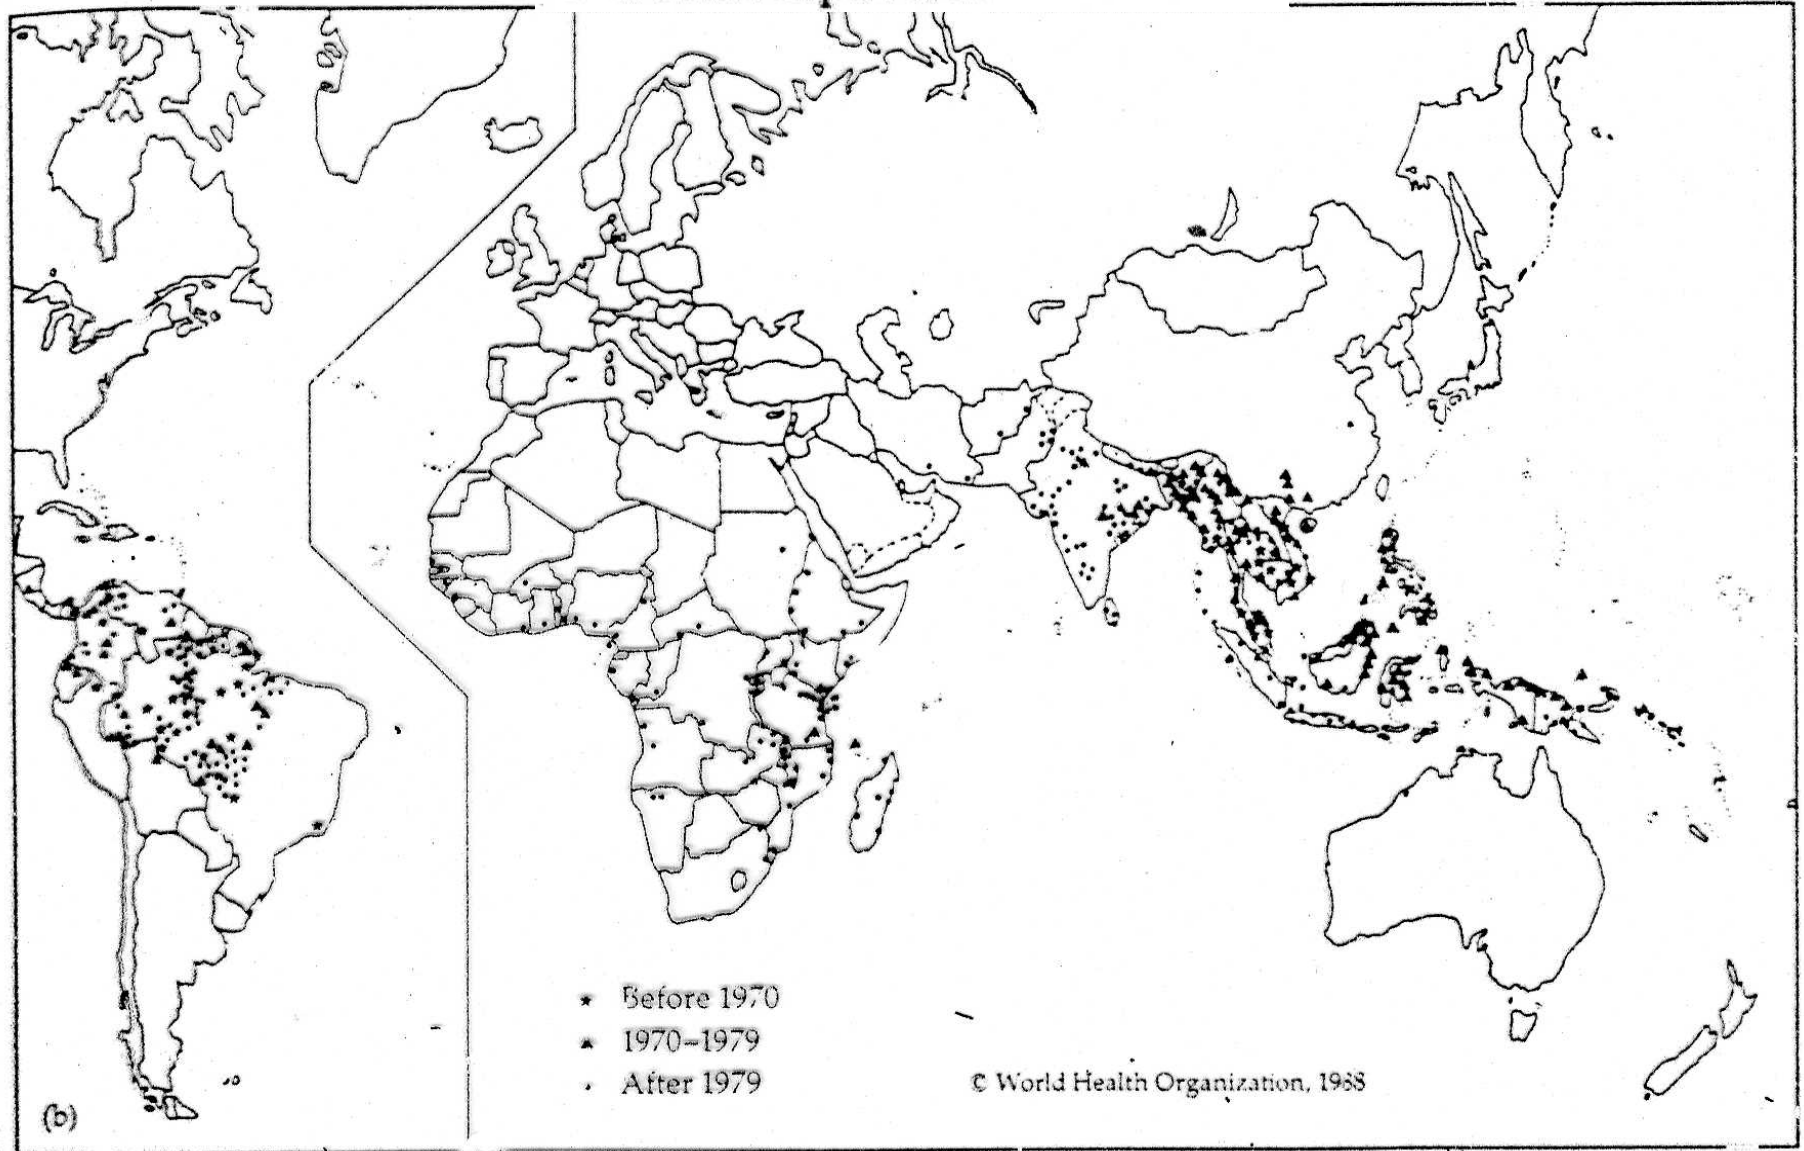 Before 1970
1970–1979
After 1979
© World Health Organization, 1988
(b)